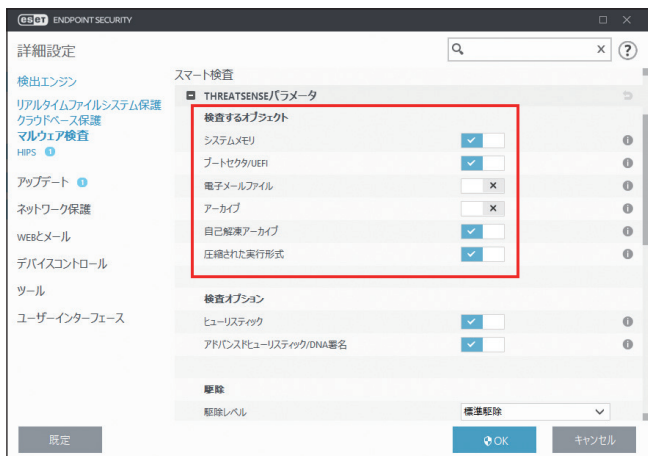 eset ENDPOINT SECURITY
詳細設定
検出エンジン
リアルタイムファイルシステム保護
クラウドベース保護
マルウェア検査
HIPS 1
アップデート 1
ネットワーク保護
WEBとメール
デバイスコントロール
ツール
ユーザーインターフェース
スマート検査
THREATSENSEパラメータ
検査するオブジェクト
システムメモリ
ブートセクタ/UEFI
電子メールファイル
アーカイブ
自己解凍アーカイブ
圧縮された実行形式
検査オプション
ヒューリスティック
アドバンスドヒューリスティック/DNA署名
駆除
駆除レベル 標準駆除
既定 OK キャンセル